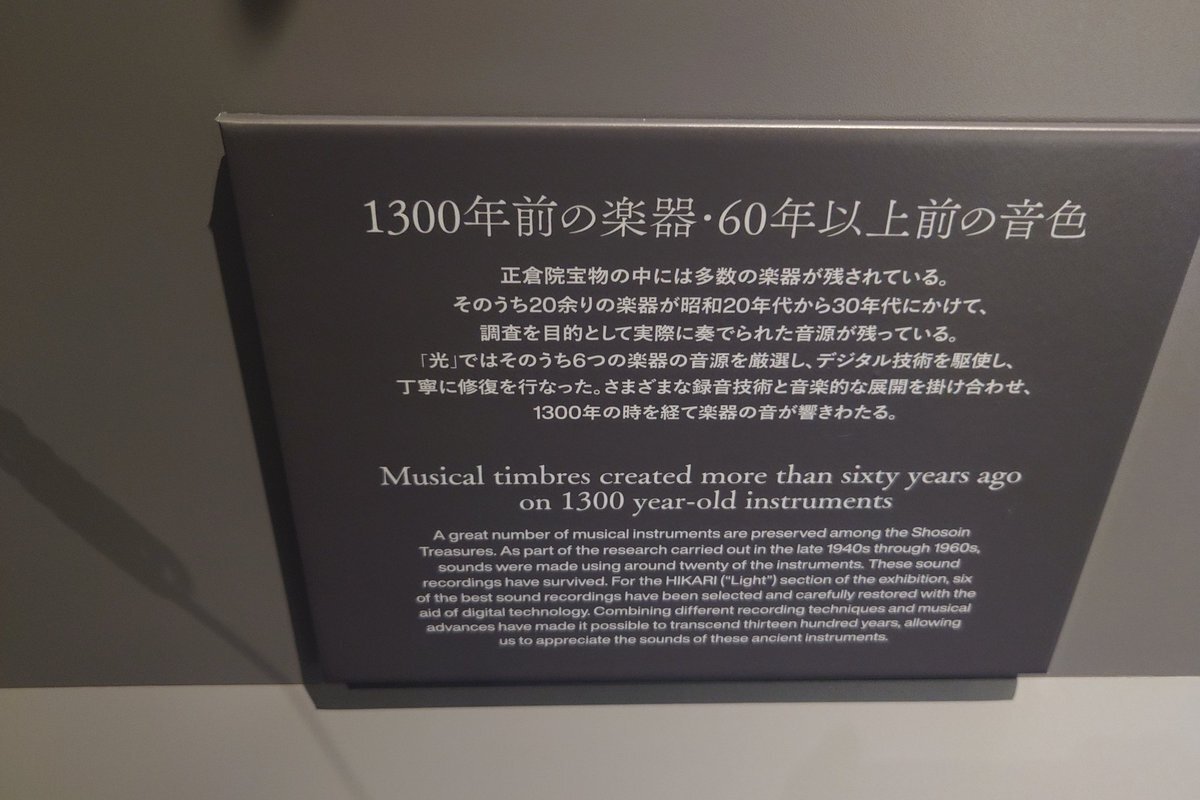 1300年前の楽器・60年以上前の音色
正倉院宝物の中には多数の楽器が残されている。
そのうち20余りの楽器が昭和20年代から30年代にかけて、
調査を目的として実際に奏でられた音源が残っている。
「光」ではそのうち6つの楽器の音源を厳選し、デジタル技術を駆使し、
丁寧に修復を行なった。さまざまな録音技術と音楽的な展開を掛け合わせ、
1300年の時を経て楽器の音が響きわたる。
Musical timbres created more than sixty years ago
on 1300 year-old instruments
A great number of musical instruments are preserved among the Shosoin
Treasures. As part of the research carried out in the late 1940s through 1960s,
sounds were made using around twenty of the instruments. These sound
recordings have survived. For the HIKARI (“Light”) section of the exhibition, six
of the best sound recordings have been selected and carefully restored with the
aid of digital technology. Combining different recording techniques and musical
advances have made it possible to transcend thirteen hundred years, allowing
us to appreciate the sounds of these ancient instruments.